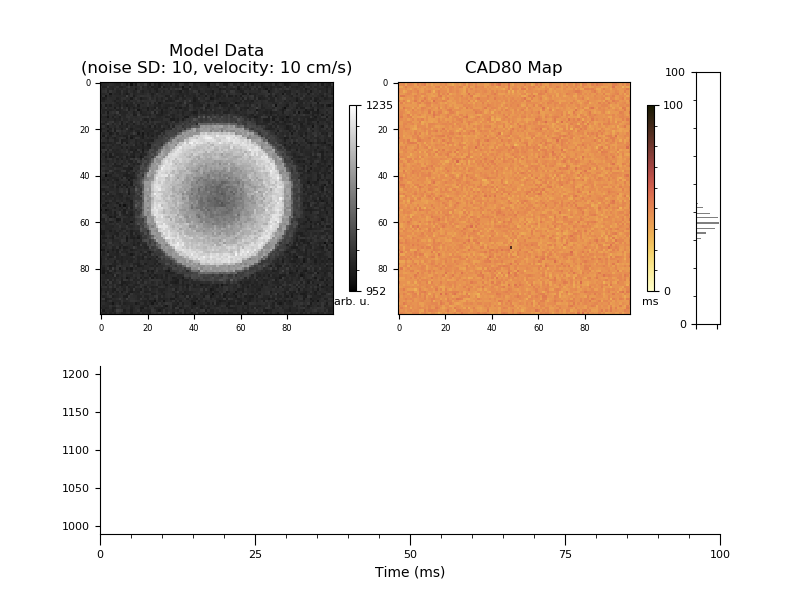 Model Data
(noise SD: 10, velocity: 10 cm/s)
CAD80 Map
0
20
40
60
80
0 20 40 60 80
1235
952
arb. u.
0
20
40
60
80
0 20 40 60 80
100
0
ms
100
0
1200
1150
1100
1050
1000
0 25 50 75 100
Time (ms)